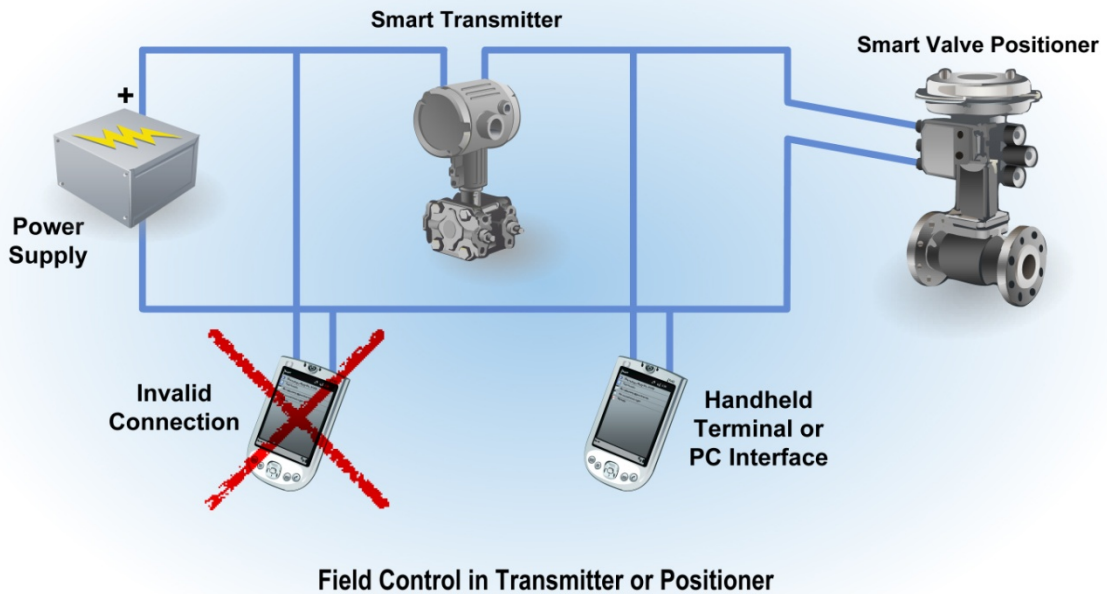 Smart Transmitter
Smart Valve Positioner
+
Power
Supply
Invalid
Connection
Handheld
Terminal or
PC Interface
Field Control in Transmitter or Positioner